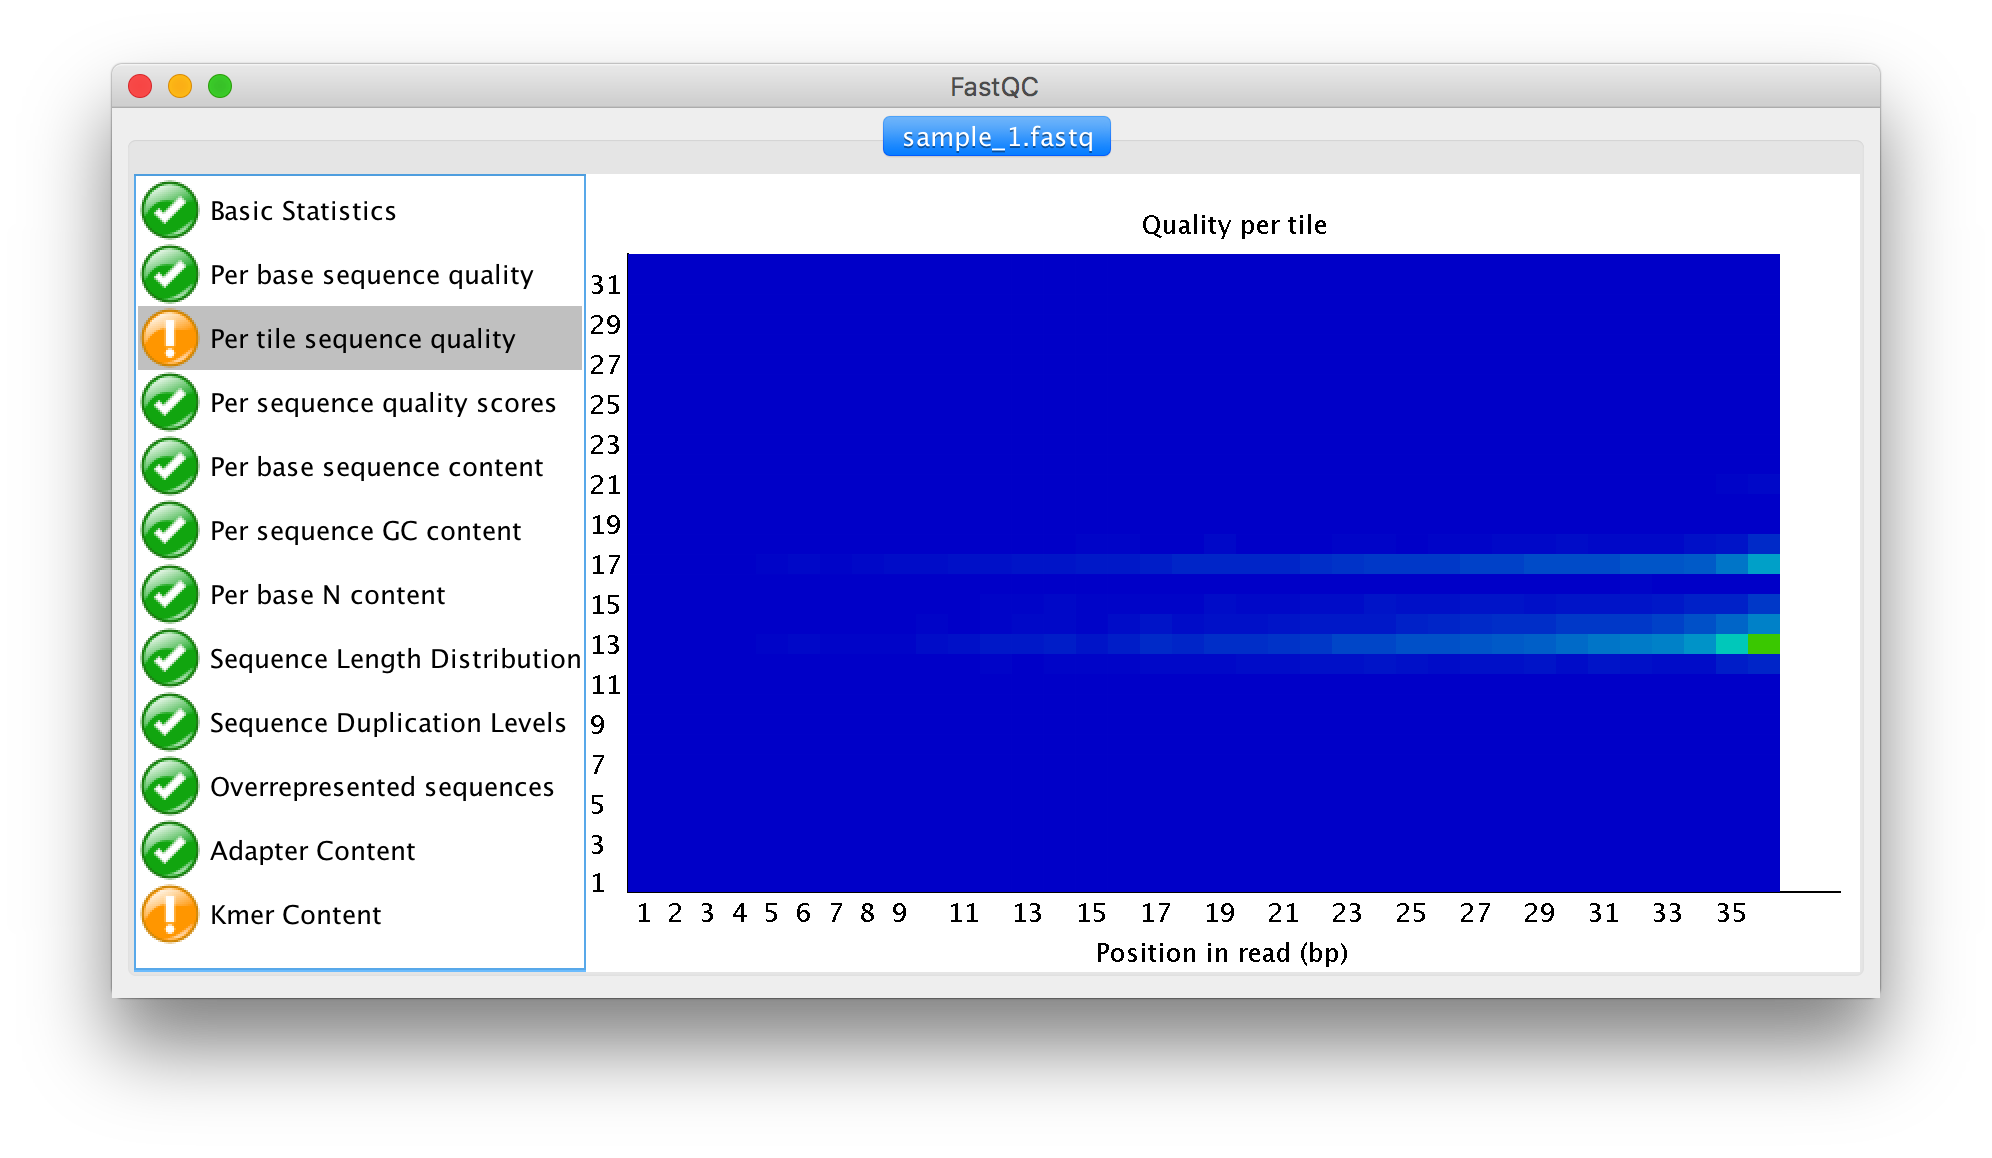 FastQC
sample_1.fastq
Basic Statistics
Per base sequence quality
Per tile sequence quality
Per sequence quality scores
Per base sequence content
Per sequence GC content
Per base N content
Sequence Length Distribution
Sequence Duplication Levels
Overrepresented sequences
Adapter Content
Kmer Content
Quality per tile
31
29
27
25
23
21
19
17
15
13
11
9
7
5
3
1
1 2 3 4 5 6 7 8 9 11 13 15 17 19 21 23 25 27 29 31 33 35
Position in read (bp)